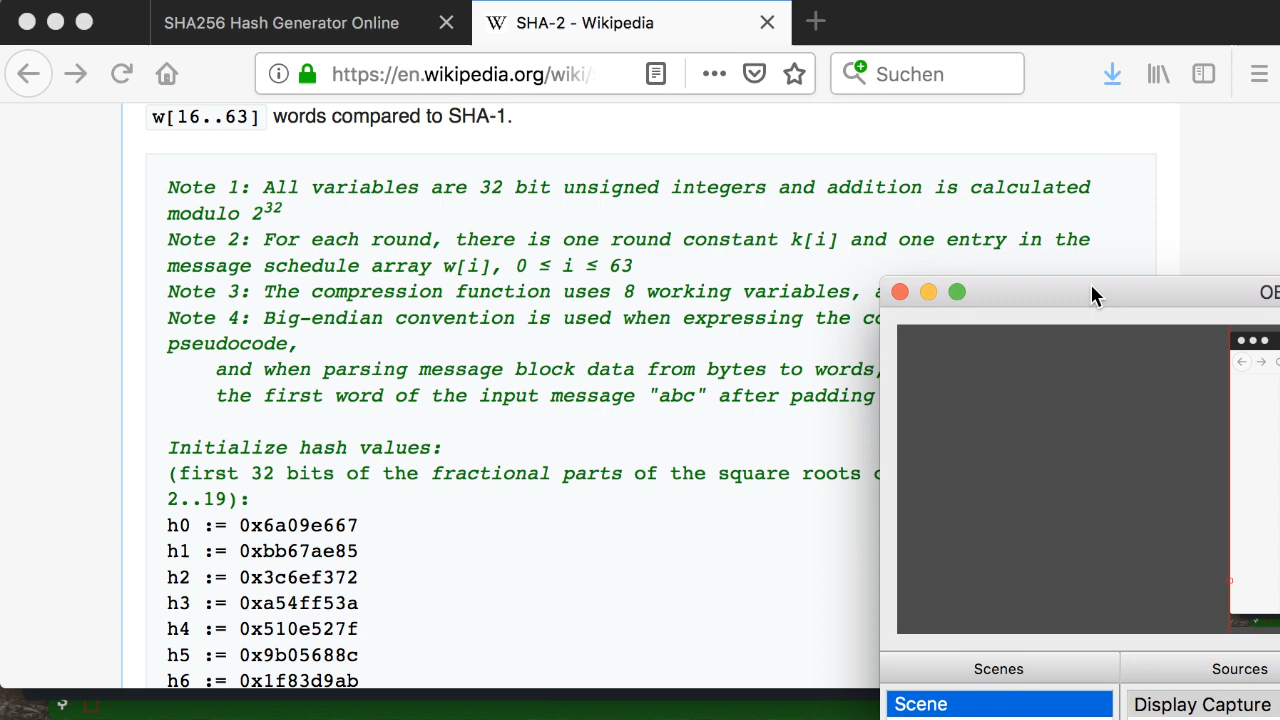 SHA256 Hash Generator Online
W SHA-2 - Wikipedia
https://en.wikipedia.org/wiki/
Suchen
w[16..63] words compared to SHA-1.
Note 1: All variables are 32 bit unsigned integers and addition is calculated
modulo 2³²
Note 2: For each round, there is one round constant k[i] and one entry in the
message schedule array w[i], 0 ≤ i ≤ 63
Note 3: The compression function uses 8 working variables,
Note 4: Big-endian convention is used when expressing the
pseudocode,
and when parsing message block data from bytes to words,
the first word of the input message "abc" after padding
Initialize hash values:
(first 32 bits of the fractional parts of the square roots
2..19):
h0 := 0x6a09e667
h1 := 0xbb67ae85
h2 := 0x3c6ef372
h3 := 0xa54ff53a
h4 := 0x510e527f
h5 := 0x9b05688c
h6 := 0x1f83d9ab
Scenes
Sources
Scene
Display Capture